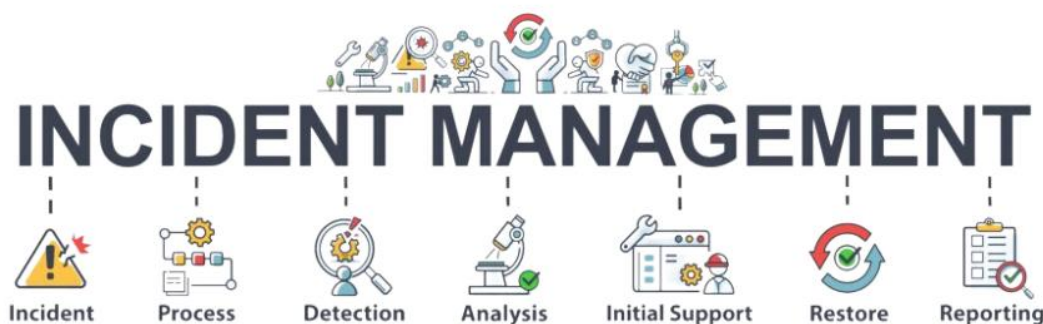 INCIDENT MANAGEMENT
Incident Process Detection Analysis Initial Support Restore Reporting